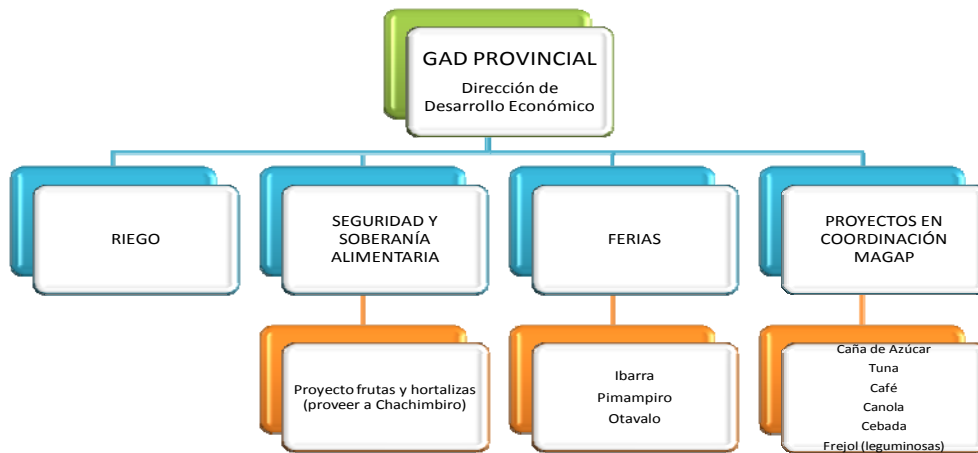 GAD PROVINCIAL
Dirección de
Desarrollo Económico
RIEGO
SEGURIDAD Y
SOBERANÍA
ALIMENTARIA
FERIAS
PROYECTOS EN
COORDINACIÓN
MAGAP
Proyecto frutas y hortalizas
(proveer a Chachimbiro)
Ibarra
Pimampiro
Otavalo
Caña de Azúcar
Tuna
Café
Canola
Cebada
Frejol (leguminosas)